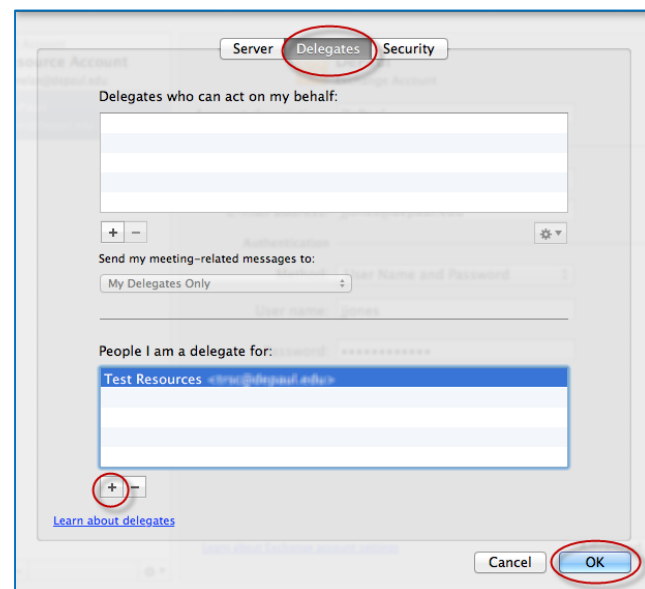 Server Delegates Security
Delegates who can act on my behalf:
+ −
Send my meeting-related messages to:
My Delegates Only
People I am a delegate for:
Test Resources
+ −
Learn about delegates
Cancel OK